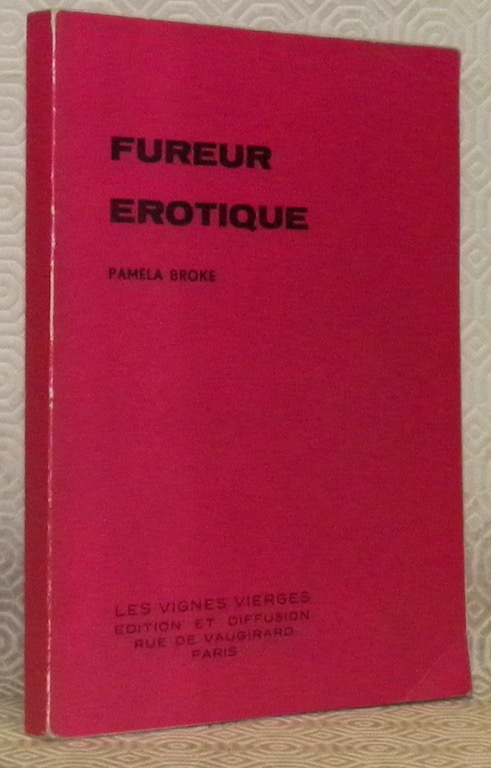 FUREUR
EROTIQUE
PAMELA BROKE
LES VIGNES VIERGES
EDITION ET DIFFUSION
RUE DE VAUGIRARD
PARIS